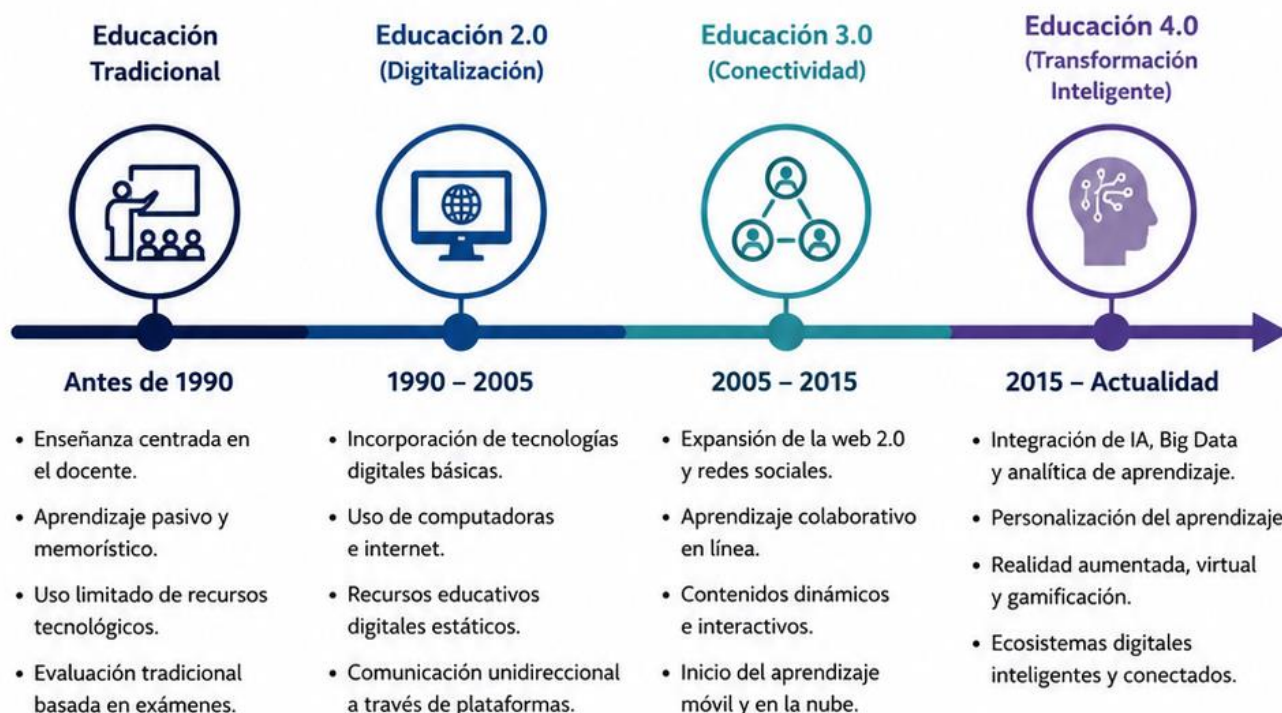 Educación
Tradicional
Educación 2.0
(Digitalización)
Educación 3.0
(Conectividad)
Educación 4.0
(Transformación
Inteligente)
Antes de 1990
1990 – 2005
2005 – 2015
2015 – Actualidad
• Enseñanza centrada en
el docente.
• Aprendizaje pasivo y
memorístico.
• Uso limitado de recursos
tecnológicos.
• Evaluación tradicional
basada en exámenes.
• Incorporación de tecnologías
digitales básicas.
• Uso de computadoras
e internet.
• Recursos educativos
digitales estáticos.
• Comunicación unidireccional
a través de plataformas.
• Expansión de la web 2.0
y redes sociales.
• Aprendizaje colaborativo
en línea.
• Contenidos dinámicos
e interactivos.
• Inicio del aprendizaje
móvil y en la nube.
• Integración de IA, Big Data
y analítica de aprendizaje.
• Personalización del aprendizaje
• Realidad aumentada, virtual
y gamificación.
• Ecosistemas digitales
inteligentes y conectados.